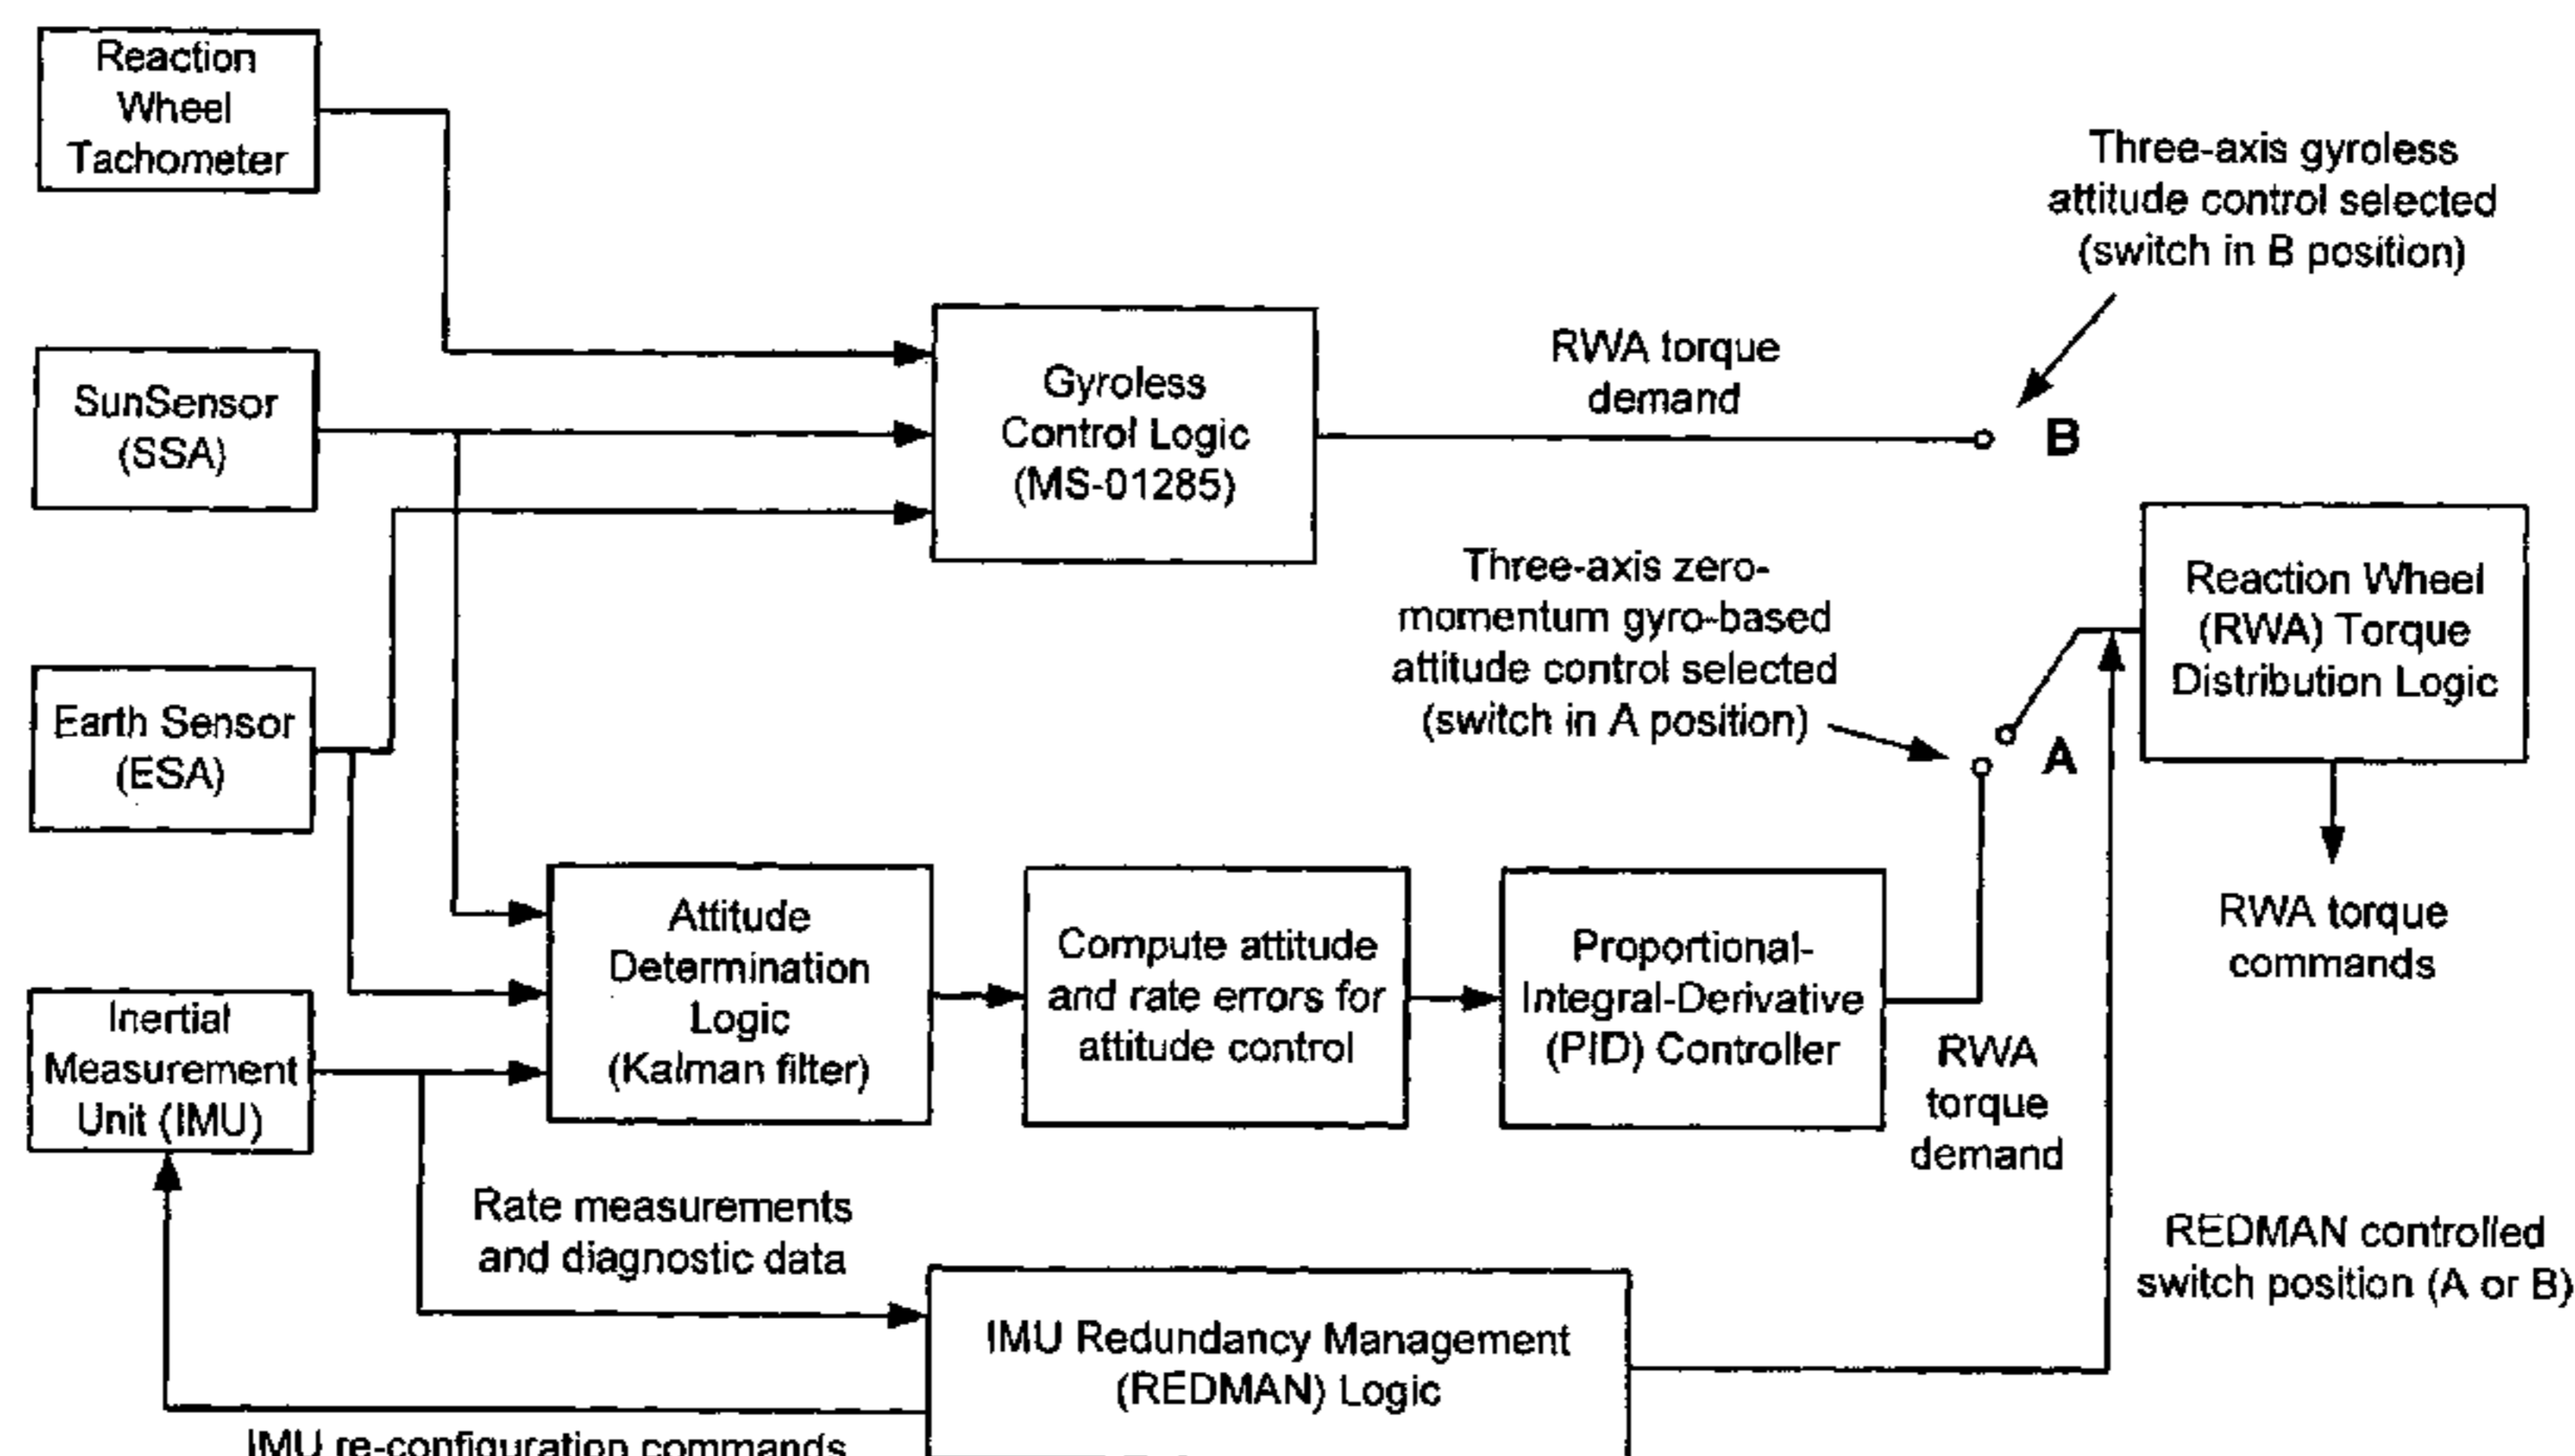 Reaction
Wheel
Tachometer
SunSensor
(SSA)
Earth Sensor
(ESA)
Inertial
Measurement
Unit (IMU)
Gyroless
Control Logic
(MS-01285)
RWA torque
demand
Three-axis gyroless
attitude control selected
(switch in B position)
B
Three-axis zero-
momentum gyro-based
attitude control selected
(switch in A position)
A
Reaction Wheel
(RWA) Torque
Distribution Logic
RWA torque
commands
Attitude
Determination
Logic
(Kalman filter)
Compute attitude
and rate errors for
attitude control
Proportional-
Integral-Derivative
(PID) Controller
RWA
torque
demand
Rate measurements
and diagnostic data
IMU Redundancy Management
(REDMAN) Logic
REDMAN controlled
switch position (A or B)
IMU re-configuration commands